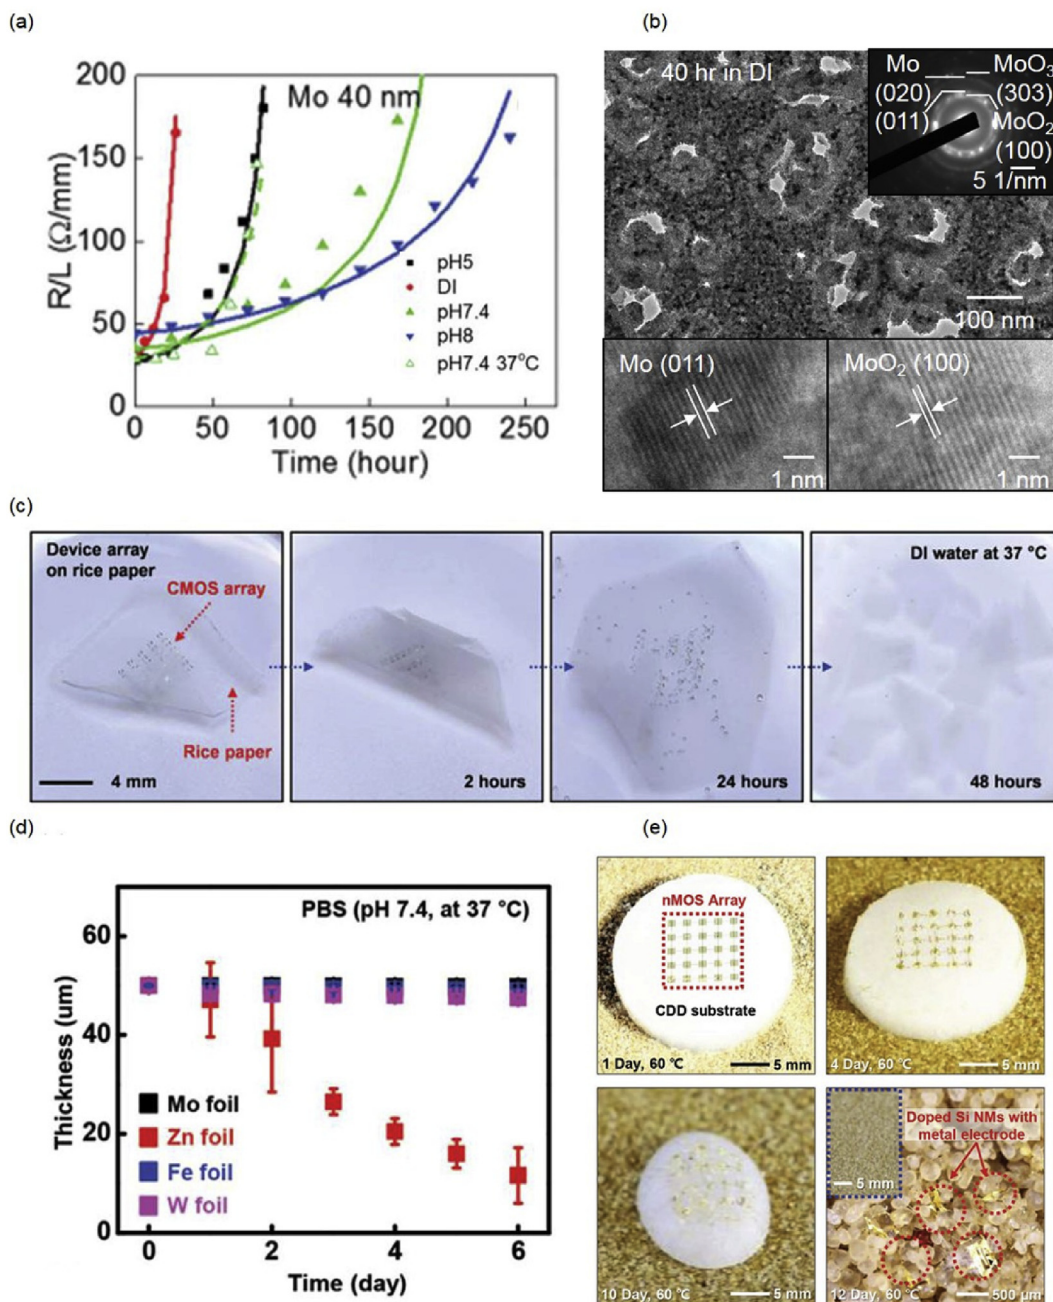 (a)
200
150
100
50
0
R/L (Ω/mm)
Mo 40 nm
pH5
DI
pH7.4
pH8
pH7.4 37°C
0 50 100 150 200 250
Time (hour)
(b)
40 hr in DI
Mo
(020)
(011)
MoO3
(303)
MoO2
(100)
5 1/nm
100 nm
Mo (011)
1 nm
MoO2 (100)
1 nm
(c)
Device array
on rice paper
CMOS array
Rice paper
4 mm
2 hours
24 hours
DI water at 37 °C
48 hours
(d)
PBS (pH 7.4, at 37 °C)
60
40
20
0
Thickness (um)
Mo foil
Zn foil
Fe foil
W foil
0 2 4 6
Time (day)
(e)
nMOS Array
CDD substrate
1 Day, 60 °C
5 mm
4 Day, 60 °C
5 mm
10 Day, 60 °C
5 mm
Doped Si NMs with
metal electrode
5 mm
12 Day, 60°C
500 μm